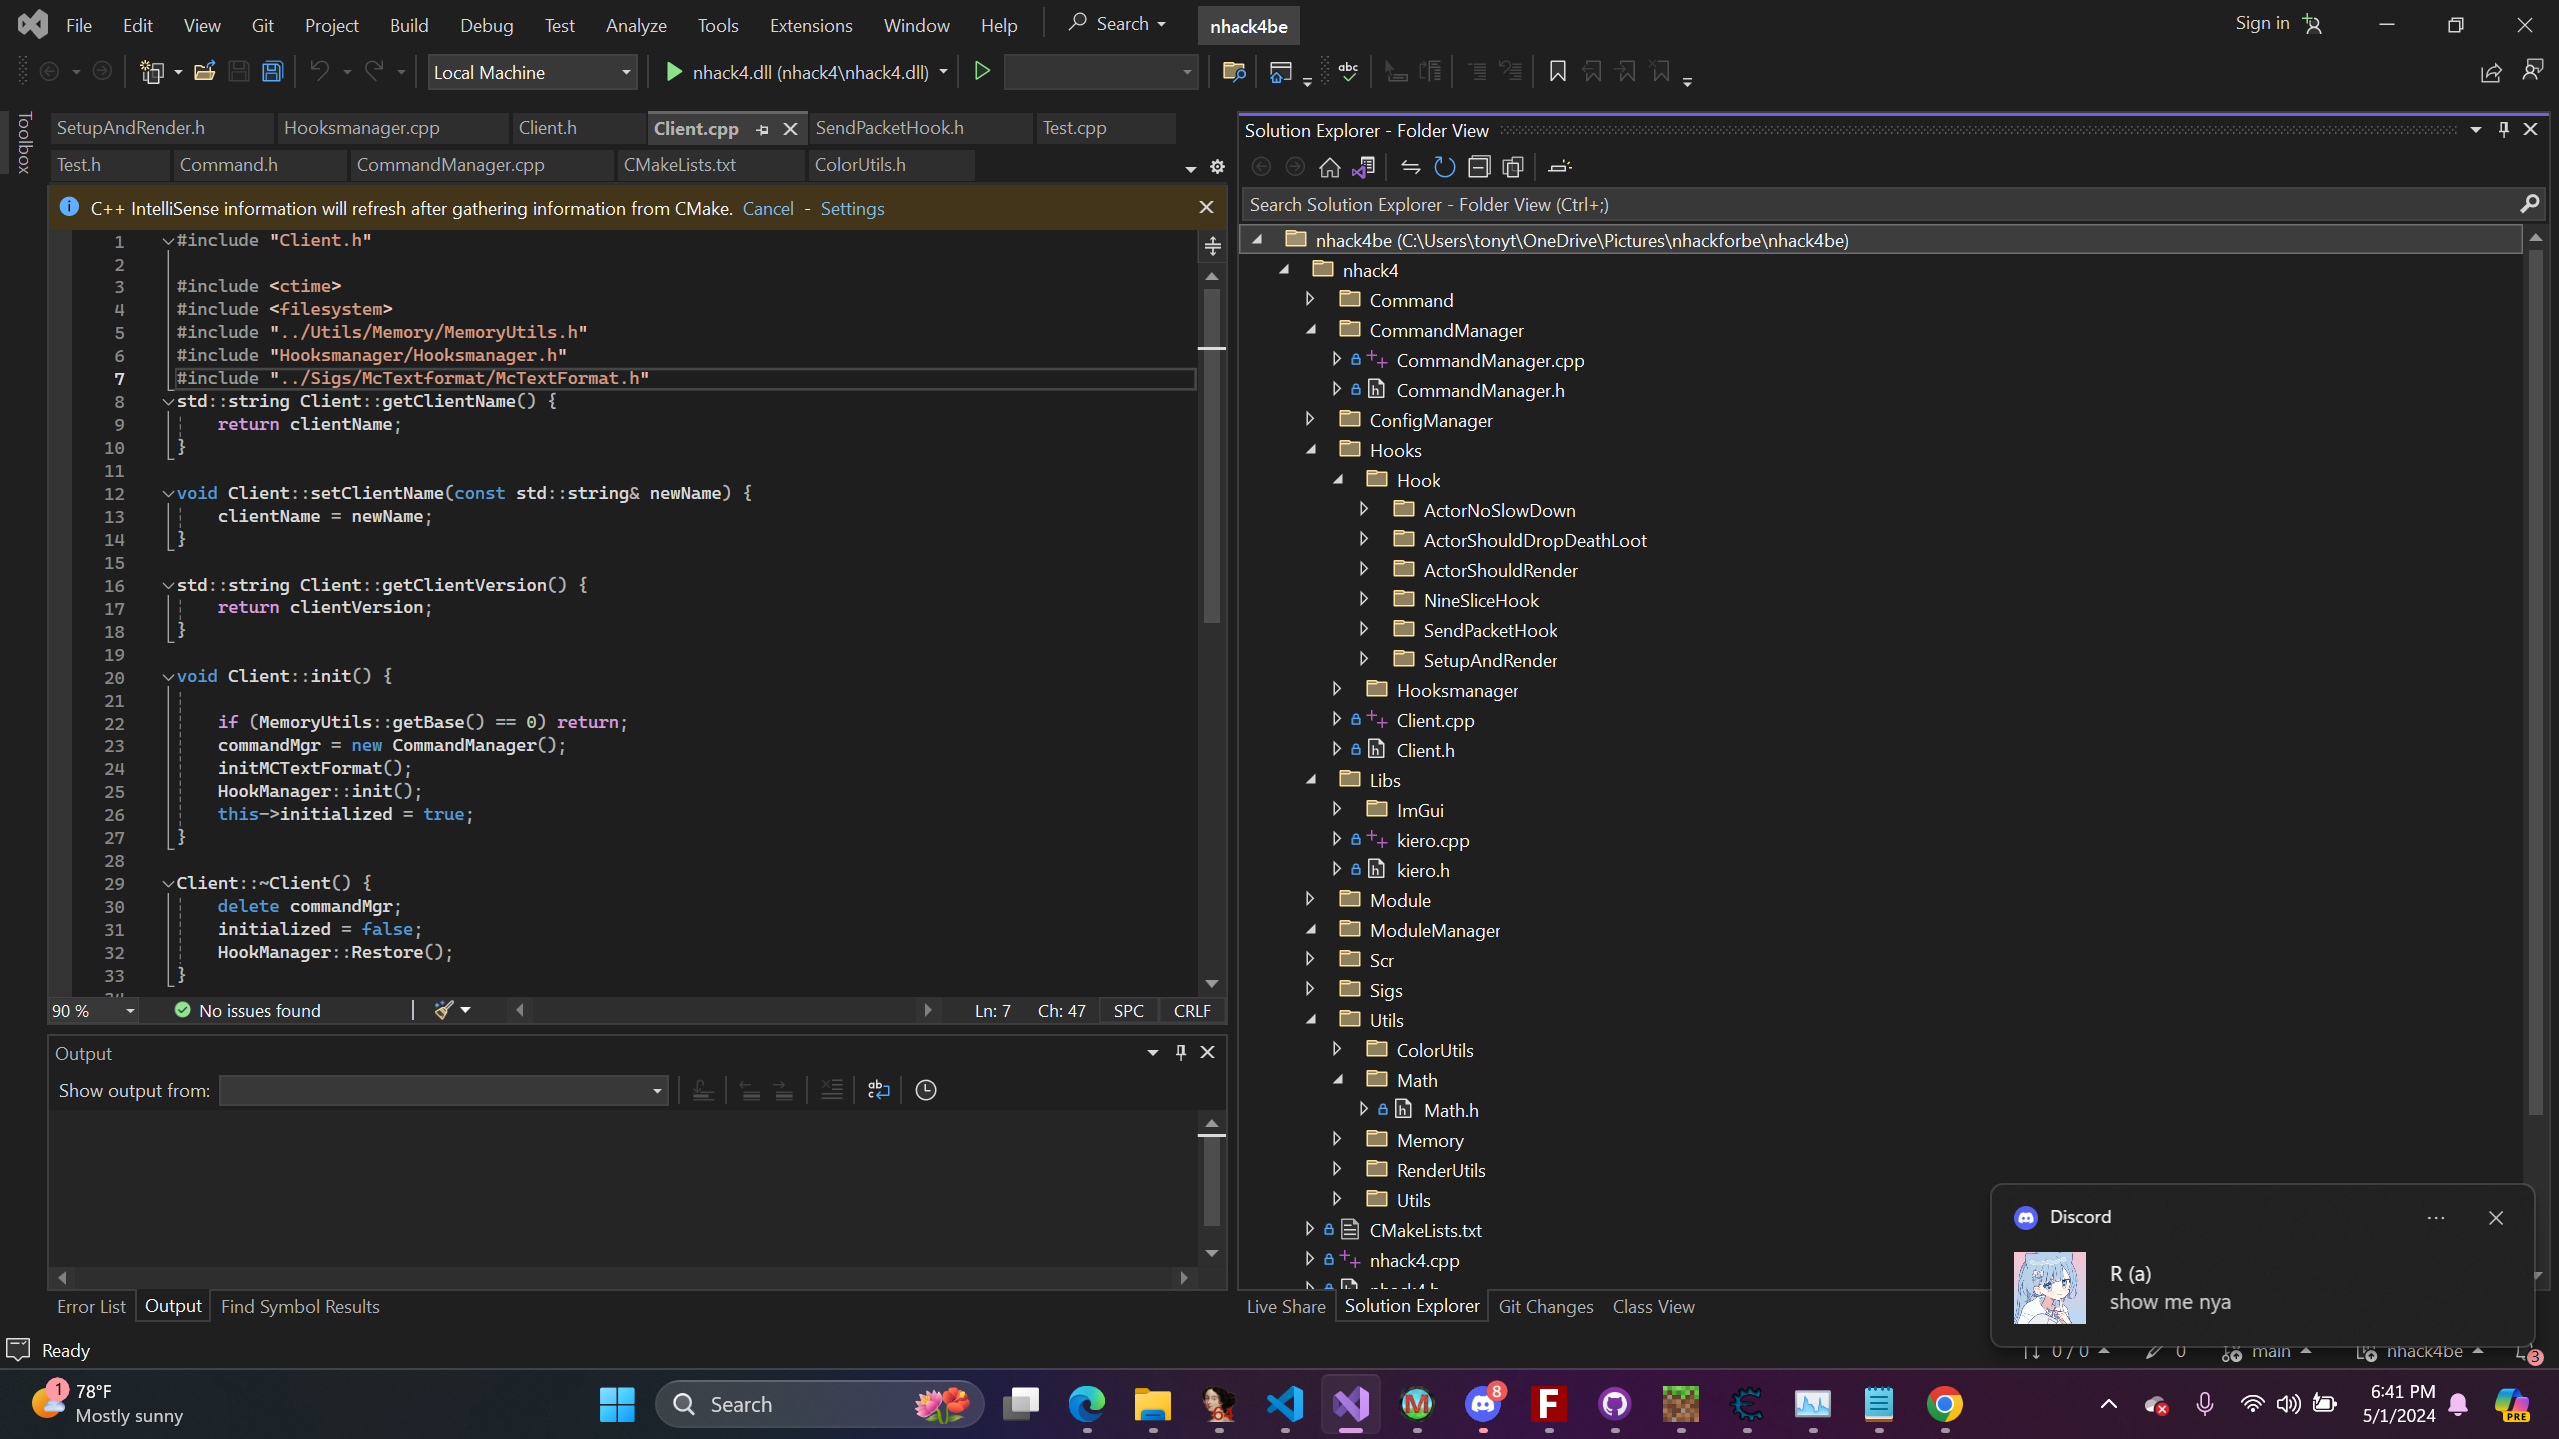 File Edit View Git Project Build Debug Test Analyze Tools Extensions Window Help Search nhack4be Sign in
Local Machine nhack4.dll (nhack4\nhack4.dll)
Toolbox
SetupAndRender.h Hooksmanager.cpp Client.h Client.cpp SendPacketHook.h Test.cpp
Test.h Command.h CommandManager.cpp CMakeLists.txt ColorUtils.h
C++ IntelliSense information will refresh after gathering information from CMake. Cancel - Settings
1 #include "Client.h"
2
3 #include <ctime>
4 #include <filesystem>
5 #include "../Utils/Memory/MemoryUtils.h"
6 #include "Hooksmanager/Hooksmanager.h"
7 #include "../Sigs/McTextformat/McTextFormat.h"
8 std::string Client::getClientName() {
9 return clientName;
10 }
11
12 void Client::setClientName(const std::string& newName) {
13 clientName = newName;
14 }
15
16 std::string Client::getClientVersion() {
17 return clientVersion;
18 }
19
20 void Client::init() {
21
22 if (MemoryUtils::getBase() == 0) return;
23 commandMgr = new CommandManager();
24 initMCTextFormat();
25 HookManager::init();
26 this->initialized = true;
27 }
28
29 Client::~Client() {
30 delete commandMgr;
31 initialized = false;
32 HookManager::Restore();
33 }
90 % No issues found Ln: 7 Ch: 47 SPC CRLF
Output
Show output from:
Error List Output Find Symbol Results
Solution Explorer - Folder View
Search Solution Explorer - Folder View (Ctrl+;)
nhack4be (C:\Users\tonyt\OneDrive\Pictures\nhackforbe\nhack4be)
nhack4
Command
CommandManager
CommandManager.cpp
CommandManager.h
ConfigManager
Hooks
Hook
ActorNoSlowDown
ActorShouldDropDeathLoot
ActorShouldRender
NineSliceHook
SendPacketHook
SetupAndRender
Hooksmanager
Client.cpp
Client.h
Libs
ImGui
kiero.cpp
kiero.h
Module
ModuleManager
Scr
Sigs
Utils
ColorUtils
Math
Math.h
Memory
RenderUtils
Utils
CMakeLists.txt
nhack4.cpp
Live Share Solution Explorer Git Changes Class View
Discord
R (a)
show me nya
Ready 0 / 0 0 main nhack4be 3
1 78°F
Mostly sunny
Search 8
6:41 PM
5/1/2024
PRE